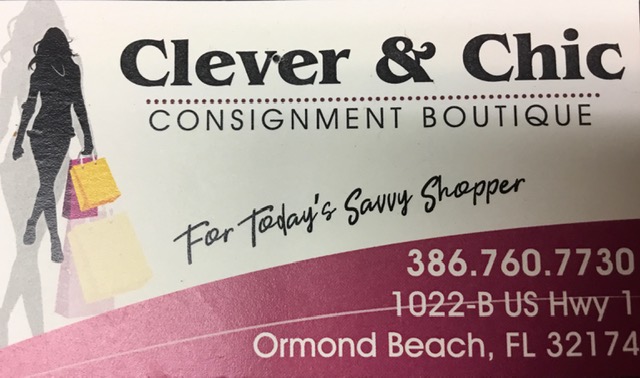 Clever & Chic
CONSIGNMENT BOUTIQUE
For Today's Savvy Shopper
386.760.7730
1022-B US Hwy 1
Ormond Beach, FL 32174